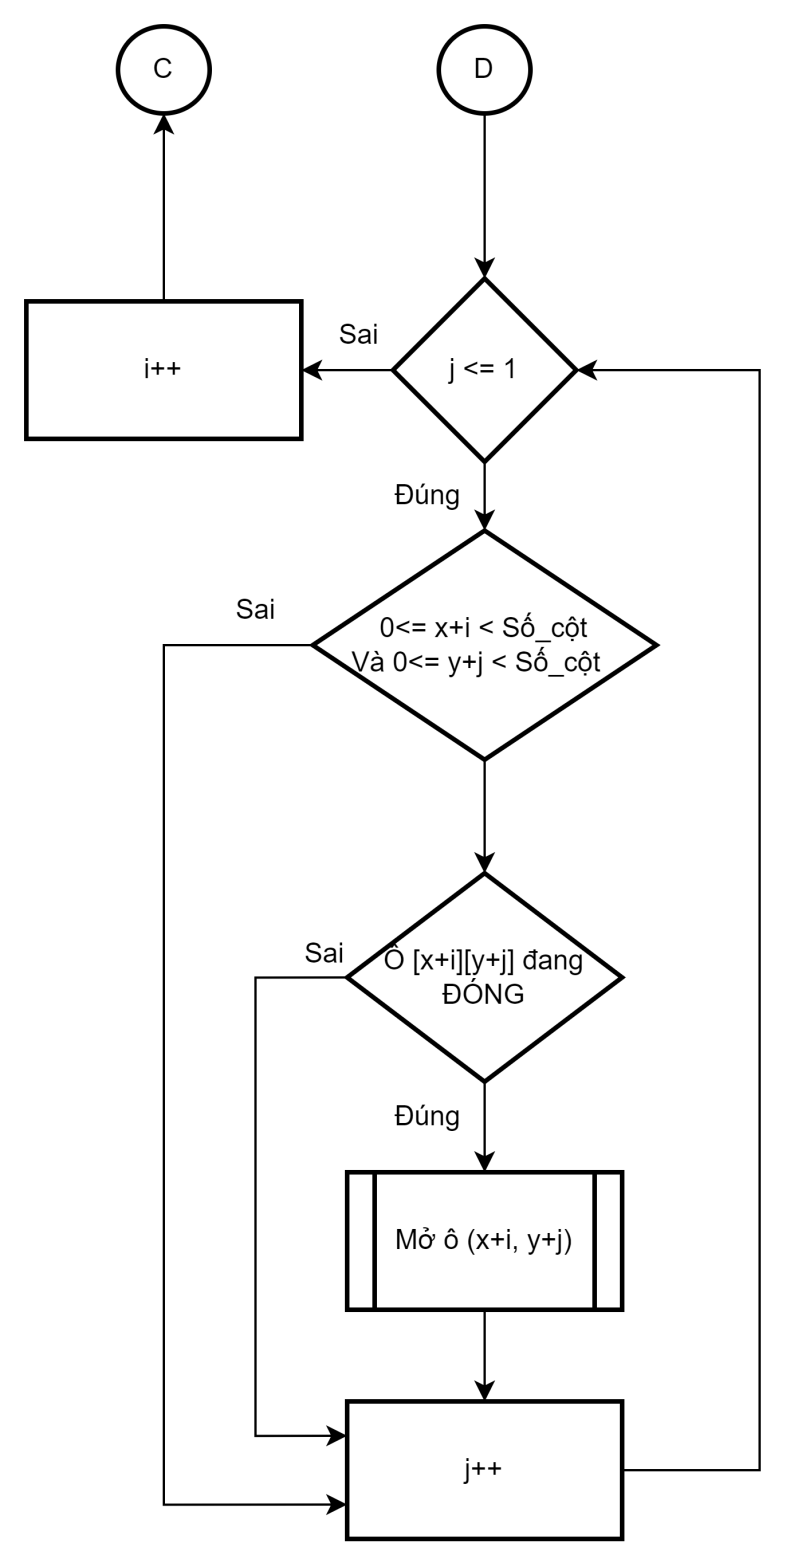 C
D
Sai
i++
j <= 1
Đúng
Sai
0<= x+i < Số_cột
Và 0<= y+j < Số_cột
Sai
Ô [x+i][y+j] đang
ĐÓNG
Đúng
Mở ô (x+i, y+j)
j++